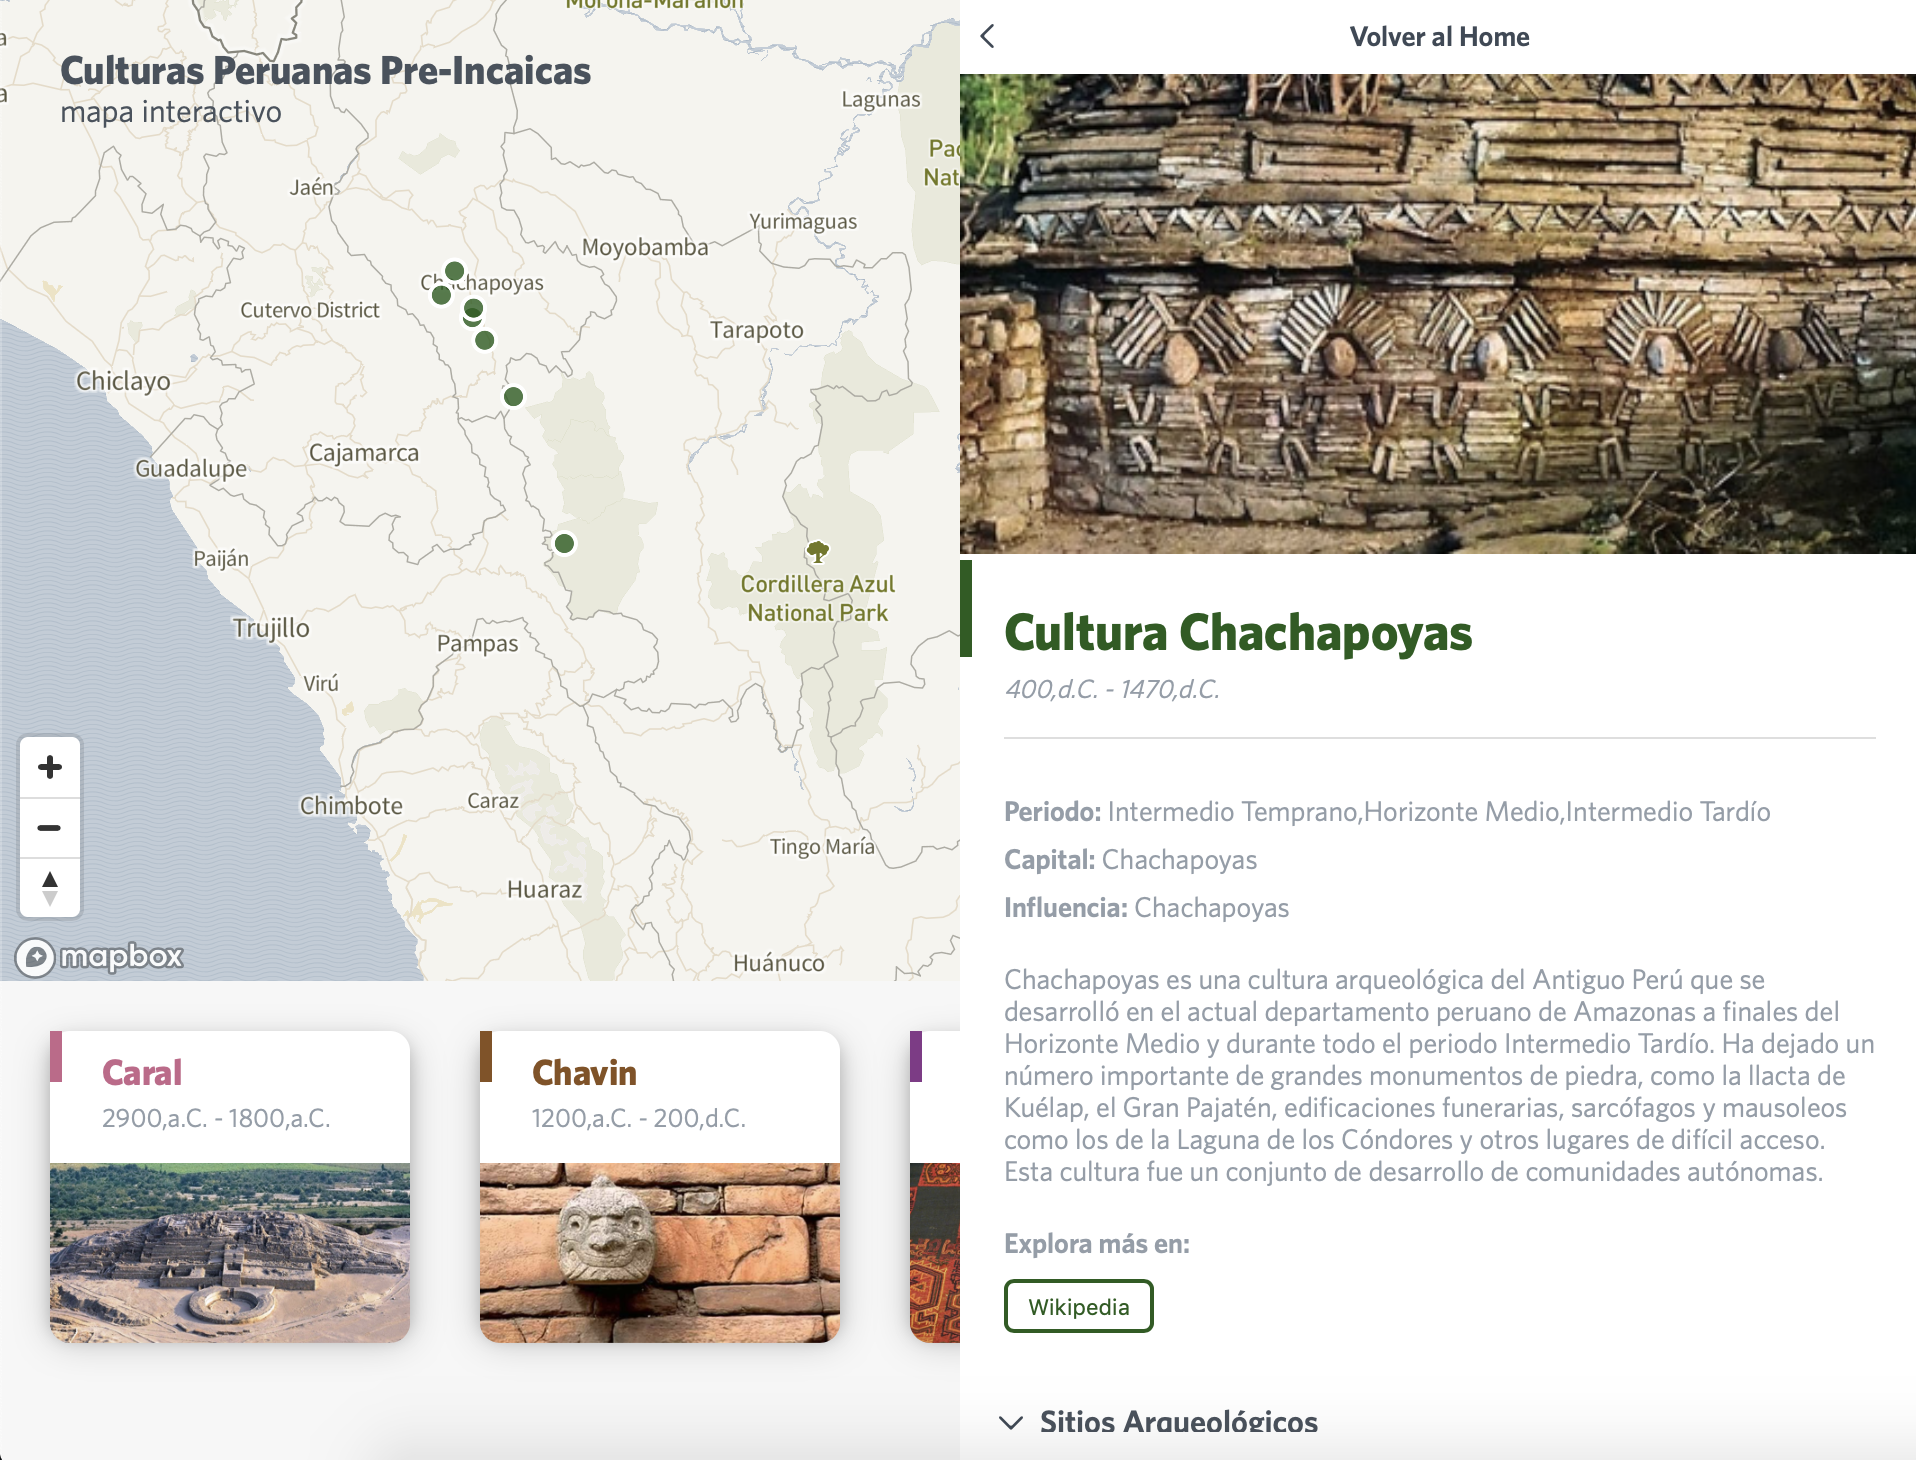 Morona-Marañón
Culturas Peruanas Pre-Incaicas
mapa interactivo
Lagunas
Jaén
Yurimaguas
Moyobamba
Chachapoyas
Cutervo District
Tarapoto
Chiclayo
Cajamarca
Guadalupe
Paiján
Cordillera Azul
National Park
Trujillo
Pampas
Virú
Chimbote
Caraz
Tingo María
Huaraz
Huánuco
mapbox
Caral
2900,a.C. - 1800,a.C.
Chavin
1200,a.C. - 200,d.C.
Volver al Home
Cultura Chachapoyas
400,d.C. - 1470,d.C.
Periodo: Intermedio Temprano,Horizonte Medio,Intermedio Tardío
Capital: Chachapoyas
Influencia: Chachapoyas
Chachapoyas es una cultura arqueológica del Antiguo Perú que se
desarrolló en el actual departamento peruano de Amazonas a finales del
Horizonte Medio y durante todo el periodo Intermedio Tardío. Ha dejado un
número importante de grandes monumentos de piedra, como la llacta de
Kuélap, el Gran Pajatén, edificaciones funerarias, sarcófagos y mausoleos
como los de la Laguna de los Cóndores y otros lugares de difícil acceso.
Esta cultura fue un conjunto de desarrollo de comunidades autónomas.
Explora más en:
Wikipedia
Sitios Arqueológicos